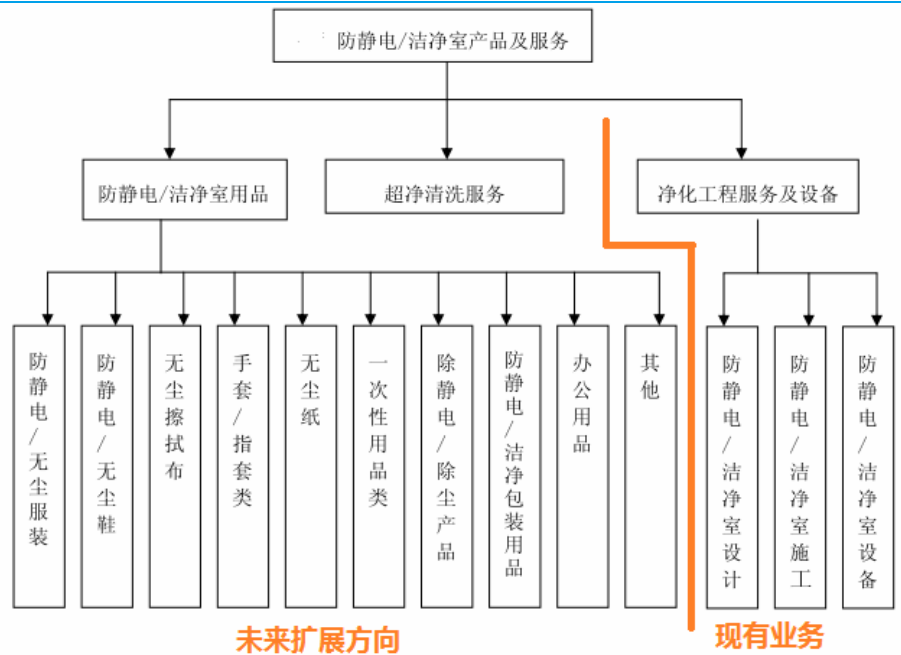 防静电/洁净室产品及服务
防静电/洁净室用品
超净清洗服务
净化工程服务及设备
防静电/无尘服装
防静电/无尘鞋
无尘擦拭布
手套/指套类
无尘纸
一次性用品类
除静电/除尘产品
防静电/洁净包装用品
办公用品
其他
防静电/洁净室设计
防静电/洁净室施工
防静电/洁净室设备
未来扩展方向
现有业务